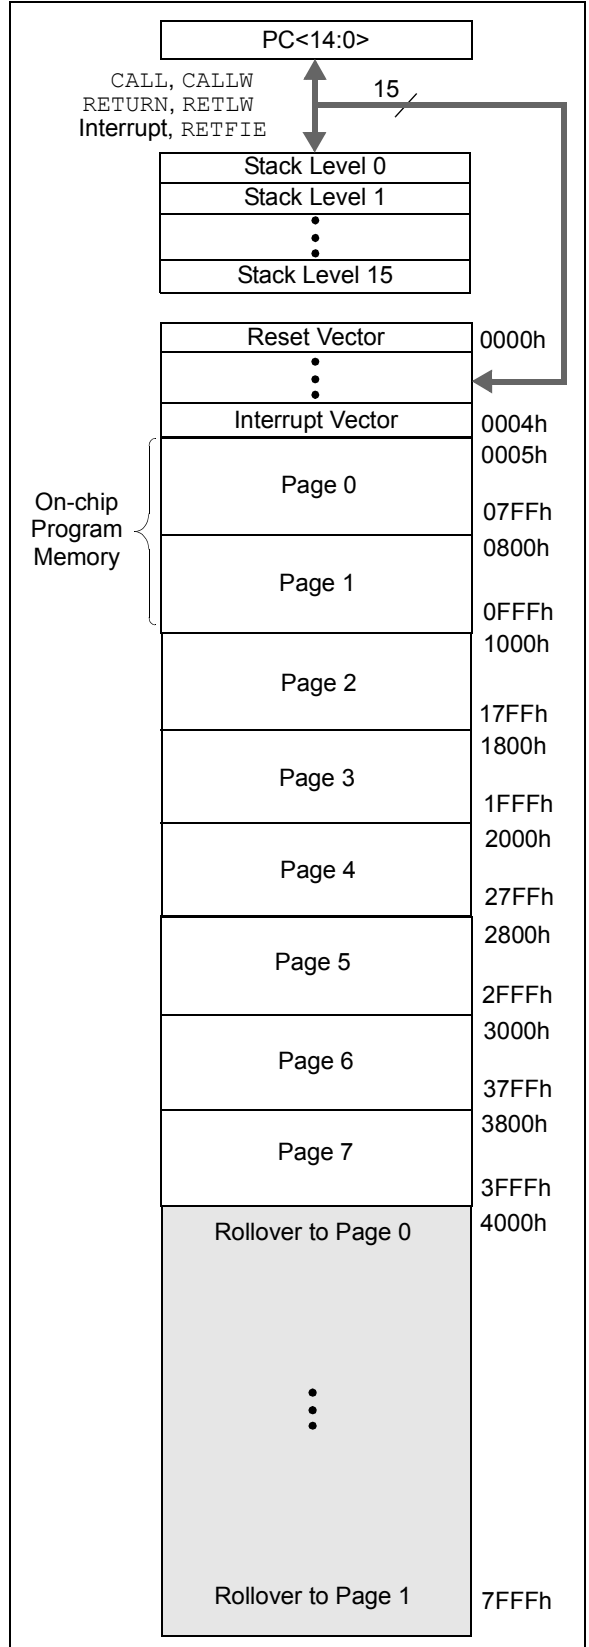 PC<14:0>
CALL, CALLW
15
RETURN, RETLW
Interrupt, RETFIE
Stack Level 0
Stack Level 1
Stack Level 15
Reset Vector
0000h
Interrupt Vector
0004h
0005h
Page 0
On-chip
Program
Memory
07FFh
0800h
Page 1
0FFFh
1000h
Page 2
17FFh
1800h
Page 3
1FFFh
2000h
Page 4
27FFh
2800h
Page 5
2FFFh
3000h
Page 6
37FFh
3800h
Page 7
3FFFh
4000h
Rollover to Page 0
Rollover to Page 1
7FFFh